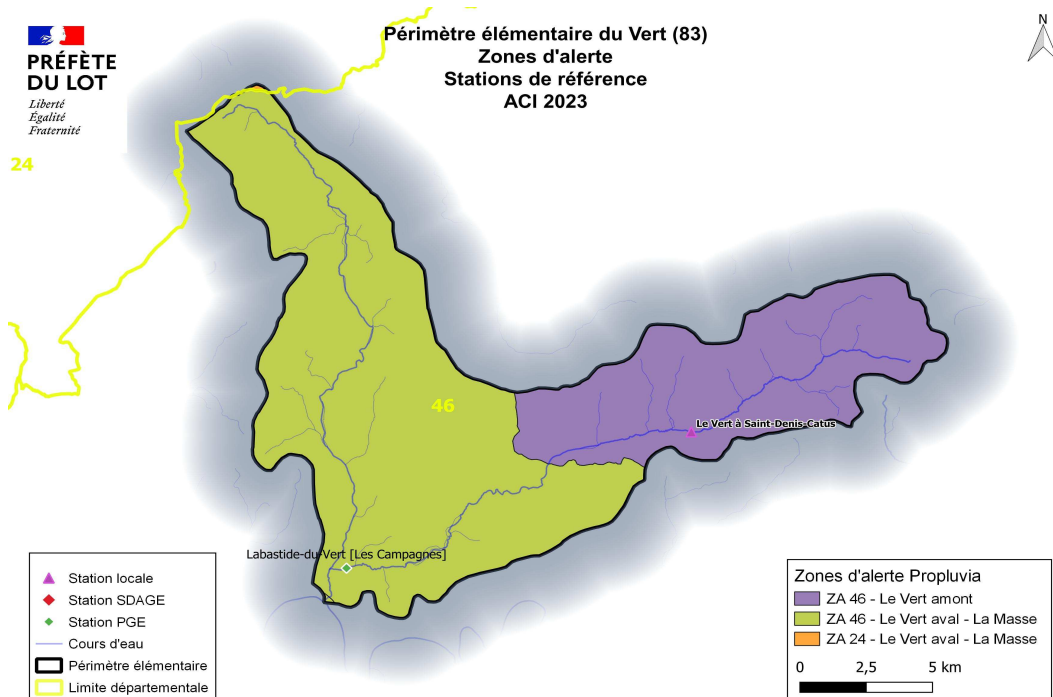 Périmètre élémentaire du Vert (83)
Zones d'alerte
Stations de référence
ACI 2023
N
PRÉFÈTE
DU LOT
Liberté
Égalité
Fraternité
24
46
Le Vert à Saint-Denis-Catus
Labastide-du-Vert [Les Campagnes]
Station locale
Station SDAGE
Station PGE
Cours d'eau
Périmètre élémentaire
Limite départementale
Zones d'alerte Propluvia
ZA 46 - Le Vert amont
ZA 46 - Le Vert aval - La Masse
ZA 24 - Le Vert aval - La Masse
0 2,5 5 km